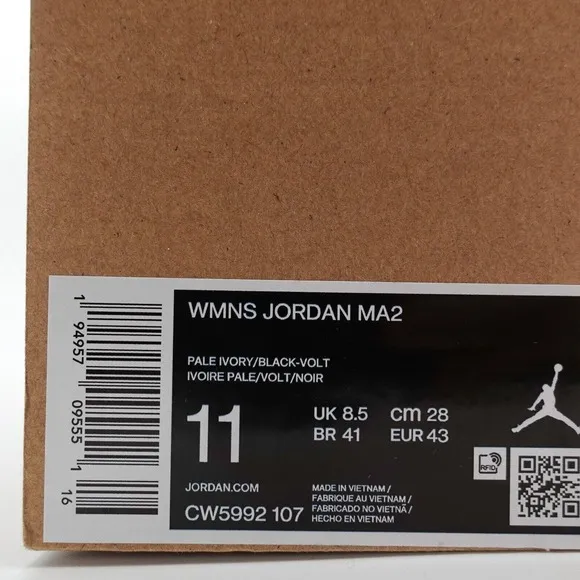 WMNS JORDAN MA2
PALE IVORY/BLACK-VOLT
IVOIRE PALE/VOLT/NOIR
11
UK 8.5 cm 28
BR 41 EUR 43
RFID
JORDAN.COM
CW5992 107
MADE IN VIETNAM /
FABRIQUE AU VIETNAM /
FABRICADO NO VIETNÃ /
HECHO EN VIETNAM
1 94957 09555 1
16